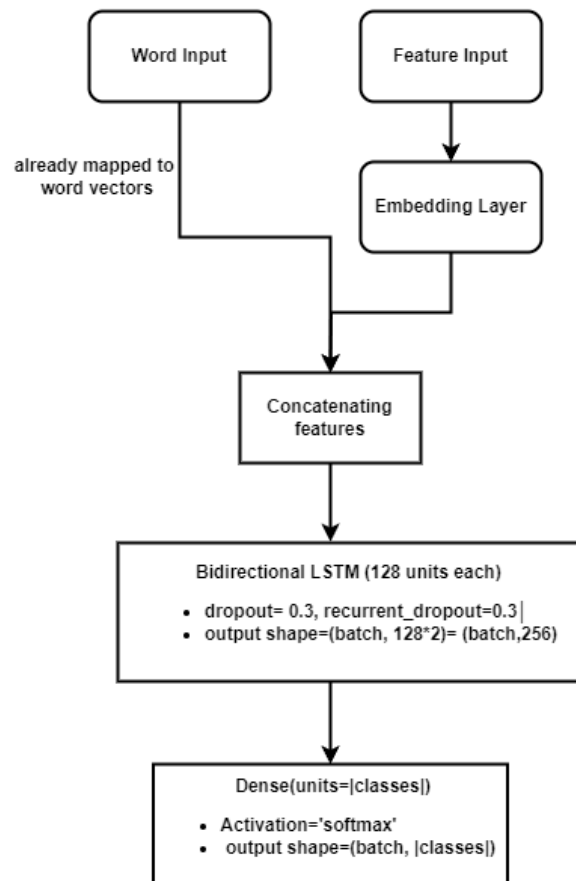 Word Input
Feature Input
already mapped to
word vectors
Embedding Layer
Concatenating
features
Bidirectional LSTM (128 units each)
• dropout= 0.3, recurrent_dropout=0.3|
• output shape=(batch, 128*2)= (batch,256)
Dense(units=|classes|)
• Activation='softmax'
• output shape=(batch, |classes|)